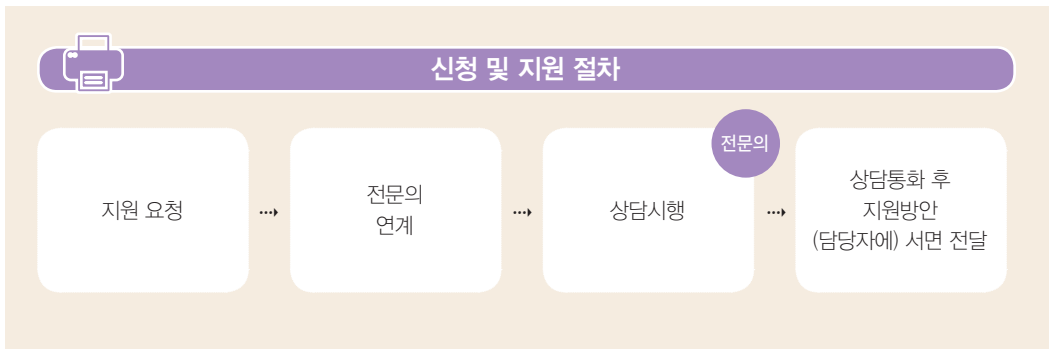 신청 및 지원 절차
지원 요청
전문의
연계
상담시행
전문의
상담통화 후
지원방안
(담당자에) 서면 전달